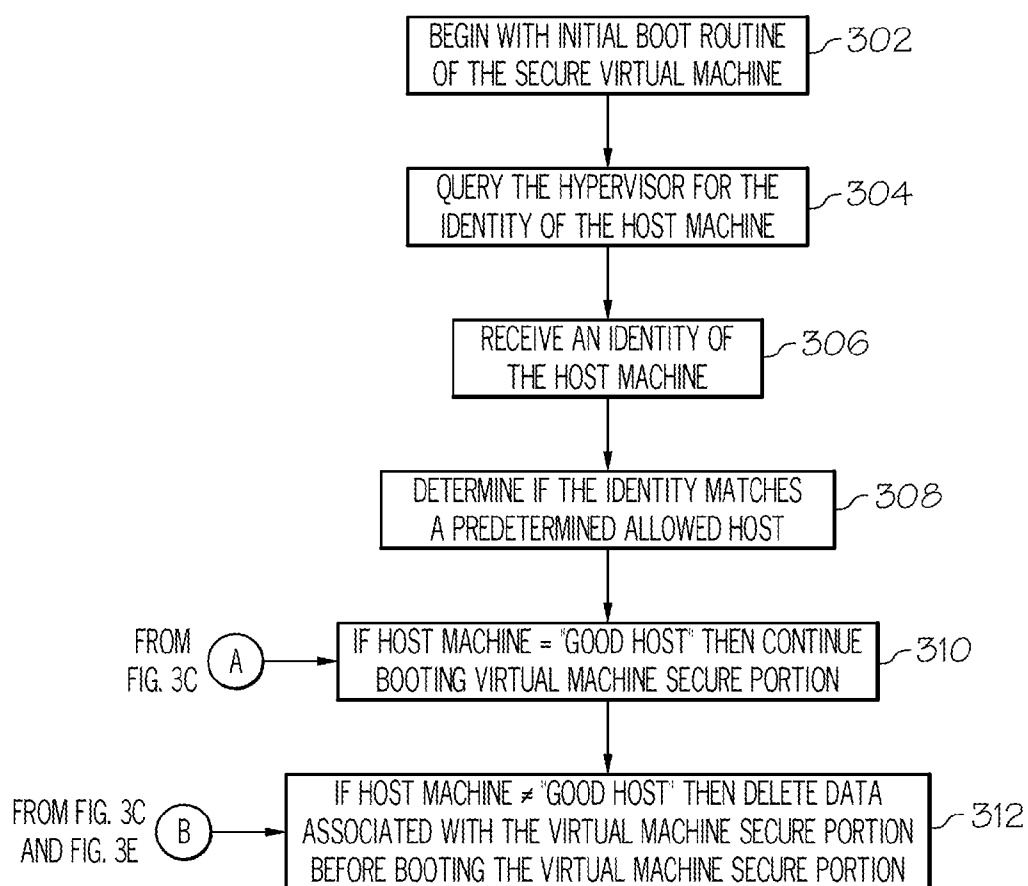 BEGIN WITH INITIAL BOOT ROUTINE
OF THE SECURE VIRTUAL MACHINE
302
QUERY THE HYPERVISOR FOR THE
IDENTITY OF THE HOST MACHINE
304
RECEIVE AN IDENTITY OF
THE HOST MACHINE
306
DETERMINE IF THE IDENTITY MATCHES
A PREDETERMINED ALLOWED HOST
308
FROM
FIG. 3C
A
IF HOST MACHINE = "GOOD HOST" THEN CONTINUE
BOOTING VIRTUAL MACHINE SECURE PORTION
310
FROM FIG. 3C
AND FIG. 3E
B
IF HOST MACHINE ≠ "GOOD HOST" THEN DELETE DATA
ASSOCIATED WITH THE VIRTUAL MACHINE SECURE PORTION
BEFORE BOOTING THE VIRTUAL MACHINE SECURE PORTION
312